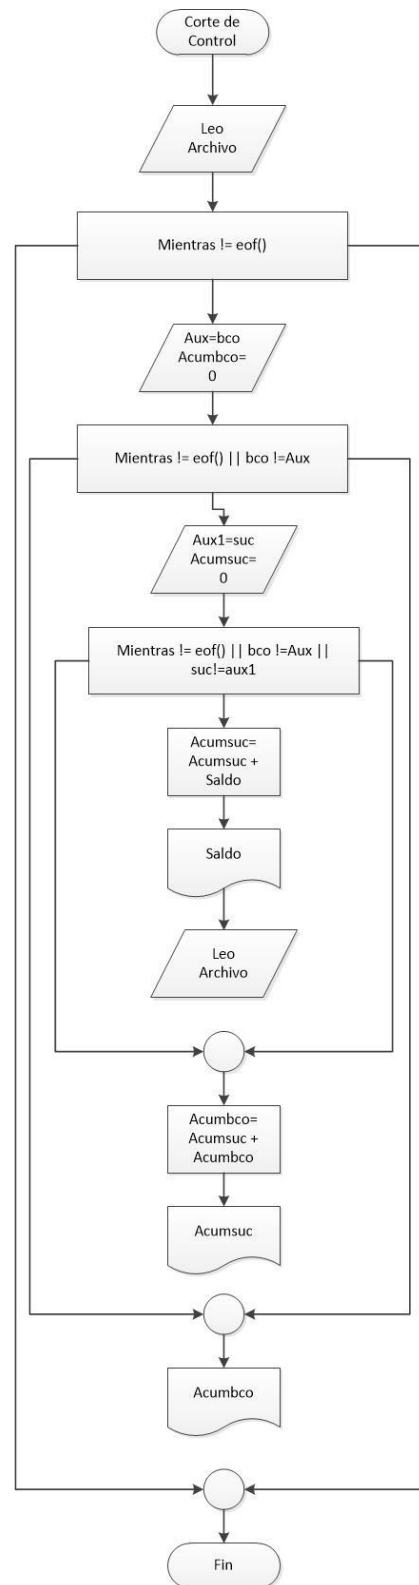 Corte de
Control
Leo
Archivo
Mientras != eof()
Aux=bco
Acumbco=
0
Mientras != eof() || bco !=Aux
Aux1=suc
Acumsuc=
0
Mientras != eof() || bco !=Aux ||
suc!=aux1
Acumsuc=
Acumsuc +
Saldo
Saldo
Leo
Archivo
Acumbco=
Acumsuc +
Acumbco
Acumsuc
Acumbco
Fin